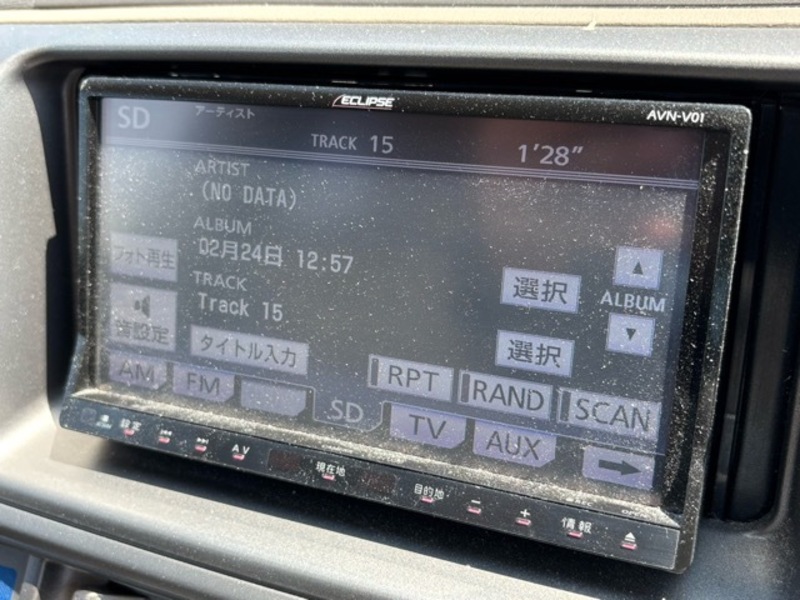 ECLIPSE
AVN-V01
SD
アーティスト
TRACK 15
1'28"
ARTIST
(NO DATA)
ALBUM
02月24日 12:57
フォト再生
TRACK
Track 15
選択
▲
ALBUM
▼
音設定
タイトル入力
選択
RPT
RAND
SCAN
AM
FM
SD
TV
AUX
設定
AV
現在地
目的地
−
+
情報